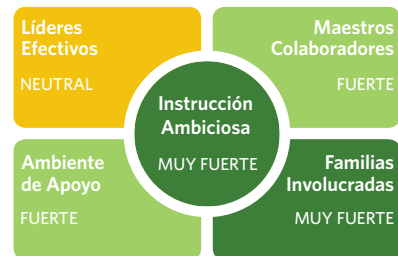 Líderes
Efectivos
NEUTRAL
Maestros
Colaboradores
FUERTE
Instrucción
Ambiciosa
MUY FUERTE
Ambiente
de Apoyo
FUERTE
Familias
Involucradas
MUY FUERTE